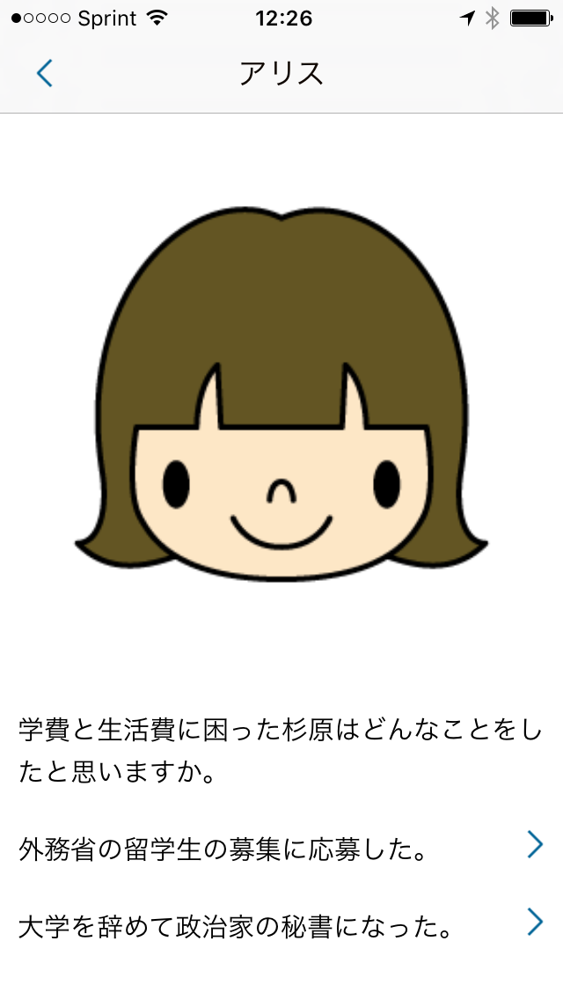 Sprint 12:26
アリス
学費と生活費に困った杉原はどんなことをし
たと思いますか。
外務省の留学生の募集に応募した。
大学を辞めて政治家の秘書になった。